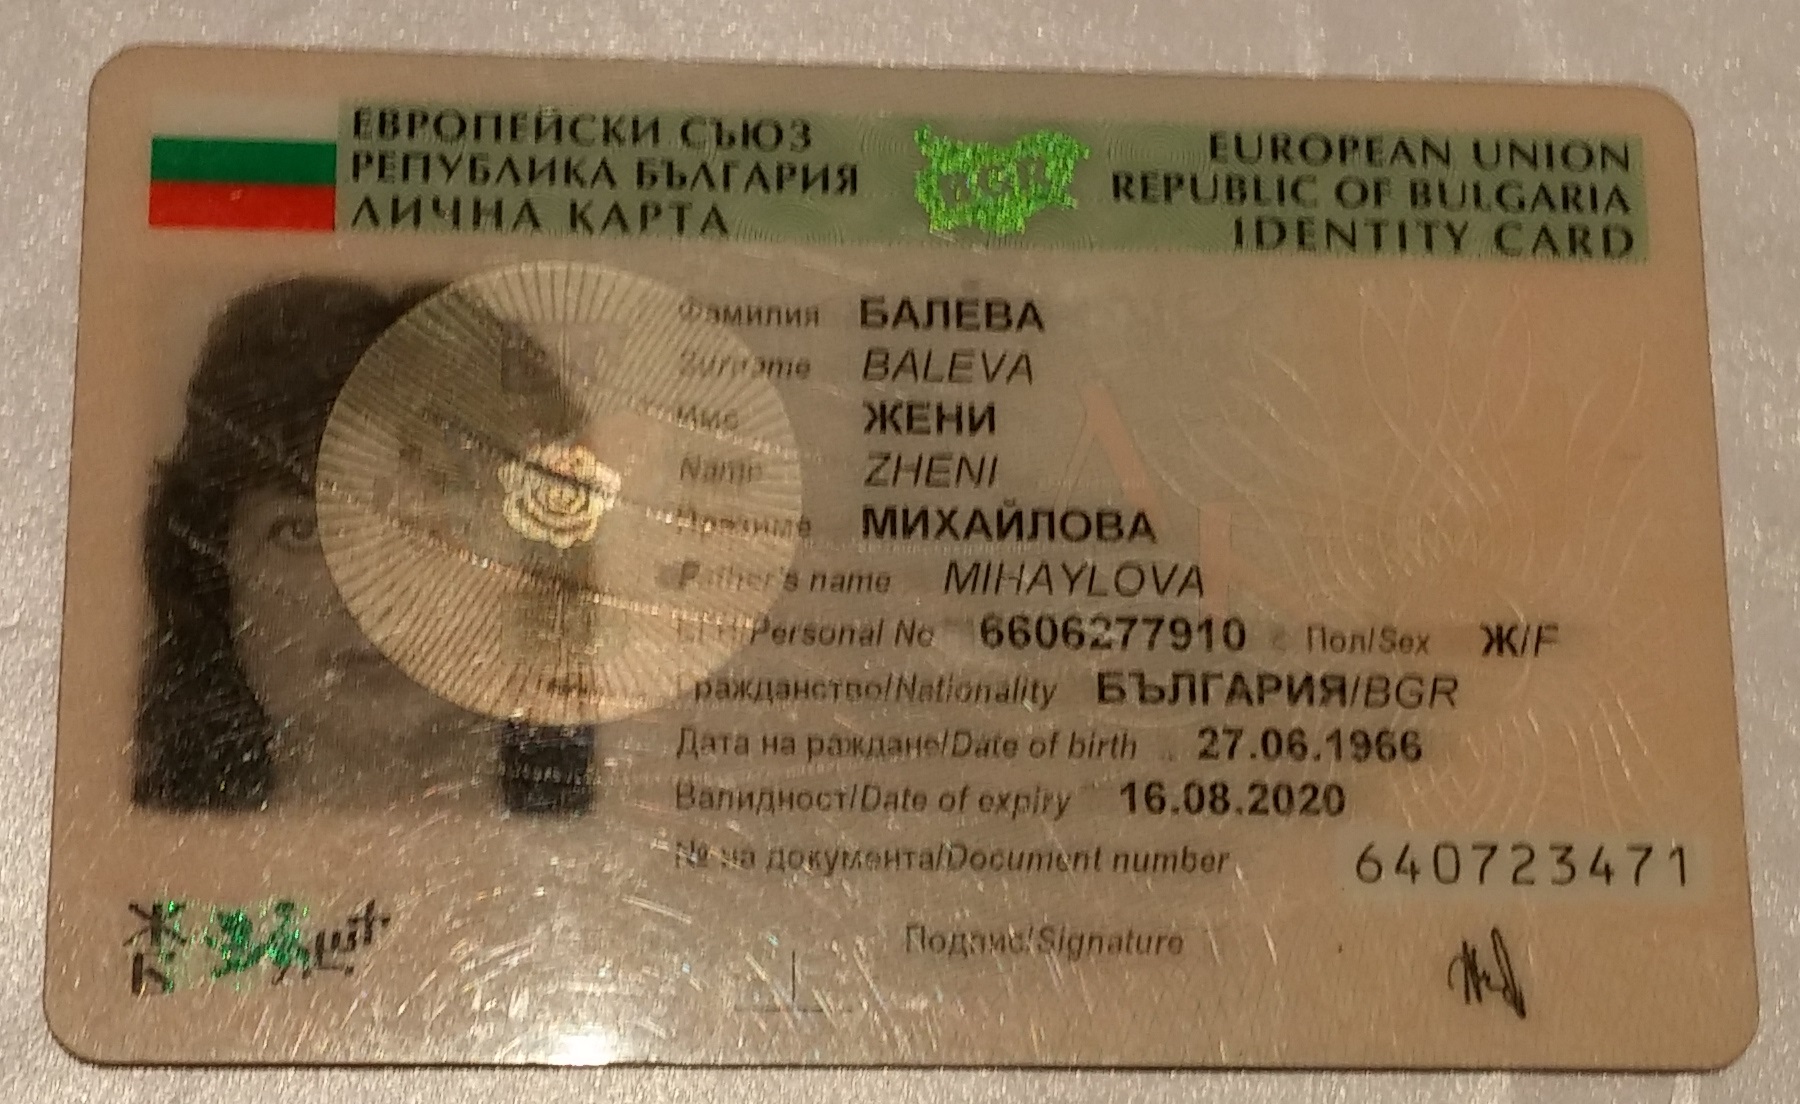 ЕВРОПЕЙСКИ СЪЮЗ
РЕПУБЛИКА БЪЛГАРИЯ
ЛИЧНА КАРТА
BGR
EUROPEAN UNION
REPUBLIC OF BULGARIA
IDENTITY CARD
Фамилия БАЛЕВА
Surname BALEVA
Име ЖЕНИ
Name ZHENI
Презиме МИХАЙЛОВА
Father's name MIHAYLOVA
ЕГН/Personal No 6606277910 Пол/Sex Ж/F
Гражданство/Nationality БЪЛГАРИЯ/BGR
Дата на раждане/Date of birth 27.06.1966
Валидност/Date of expiry 16.08.2020
№ на документа/Document number 640723471
Подпис/Signature